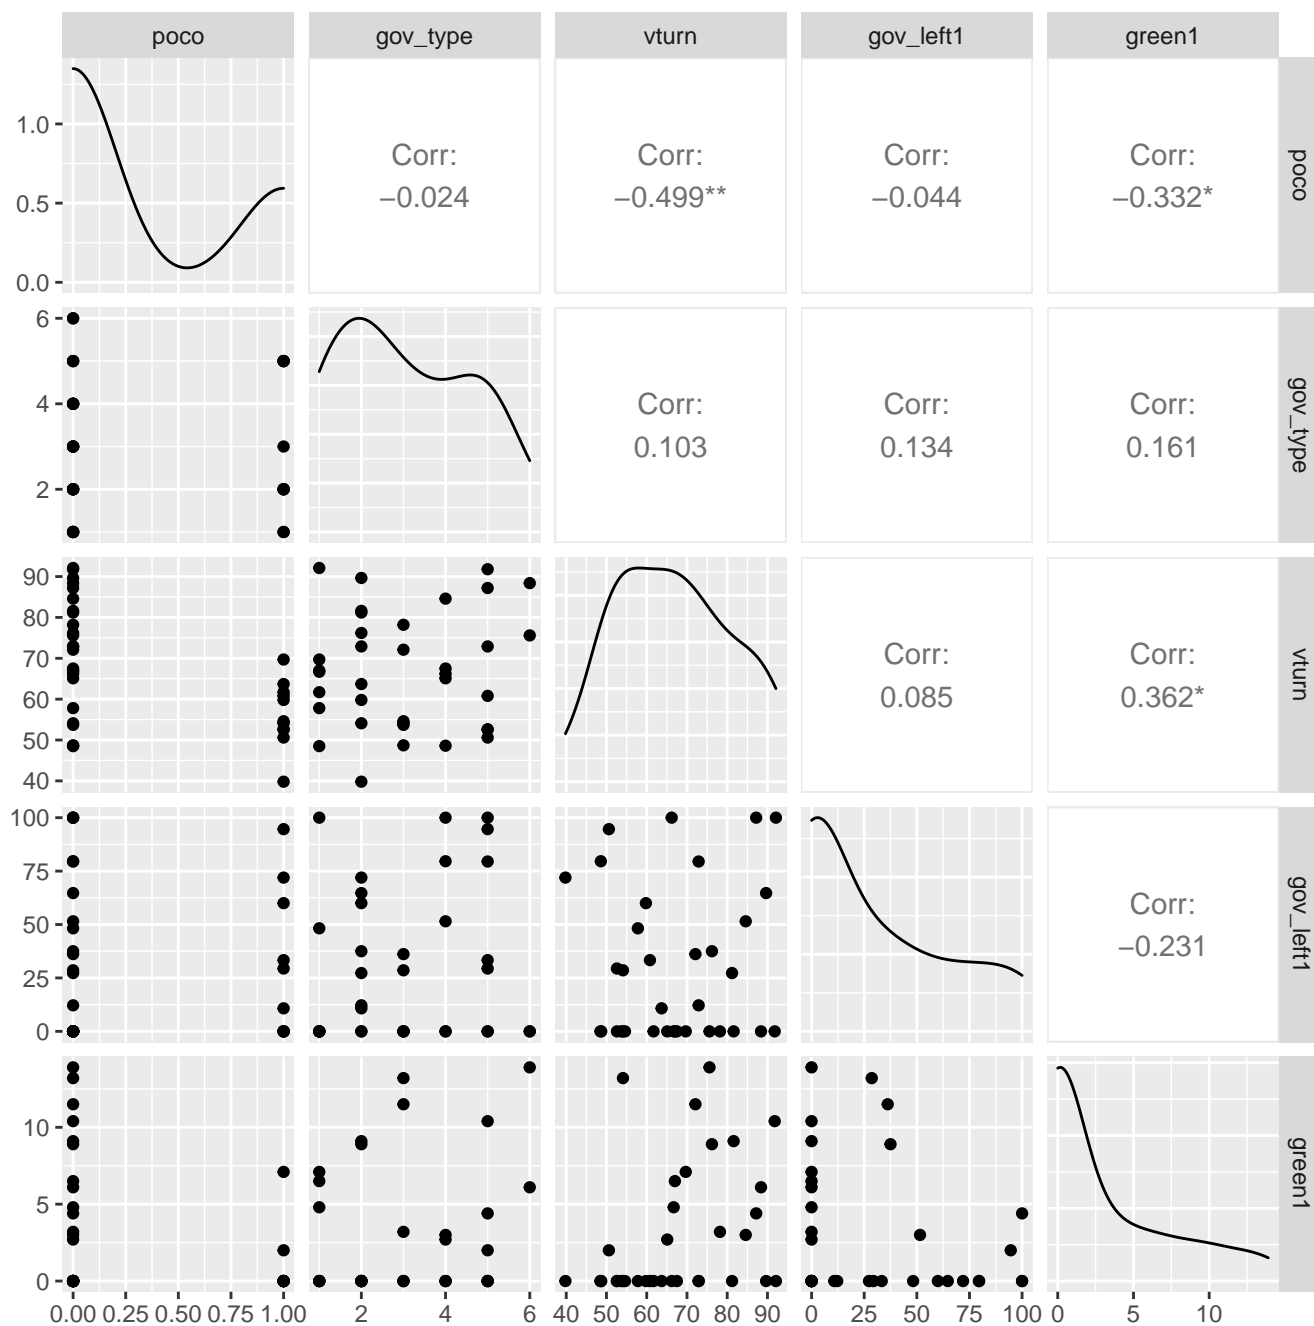 poco gov_type vturn gov_left1 green1
1.0
0.5
0.0
Corr:
−0.024
Corr:
−0.499**
Corr:
−0.044
Corr:
−0.332*
poco
6
4
2
Corr:
0.103
Corr:
0.134
Corr:
0.161
gov_type
90
80
70
60
50
40
Corr:
0.085
Corr:
0.362*
vturn
100
75
50
25
0
Corr:
−0.231
gov_left1
10
5
0
green1
0.00 0.25 0.50 0.75 1.00 2 4 6 40 50 60 70 80 90 0 25 50 75 100 0 5 10